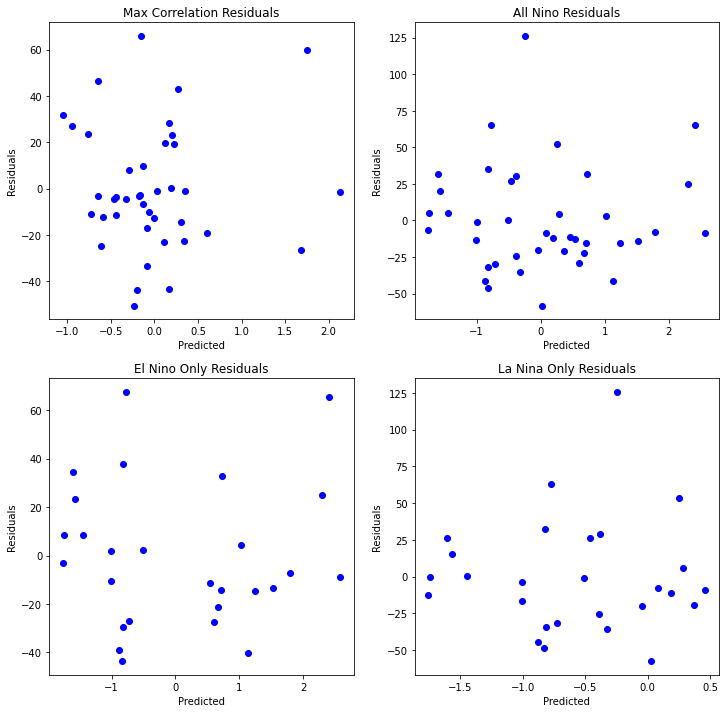 Max Correlation Residuals
60
40
20
0
−20
−40
Residuals
−1.0 −0.5 0.0 0.5 1.0 1.5 2.0
Predicted
All Nino Residuals
125
100
75
50
25
0
−25
−50
Residuals
−1 0 1 2
Predicted
El Nino Only Residuals
60
40
20
0
−20
−40
Residuals
−1 0 1 2
Predicted
La Nina Only Residuals
125
100
75
50
25
0
−25
−50
Residuals
−1.5 −1.0 −0.5 0.0 0.5
Predicted